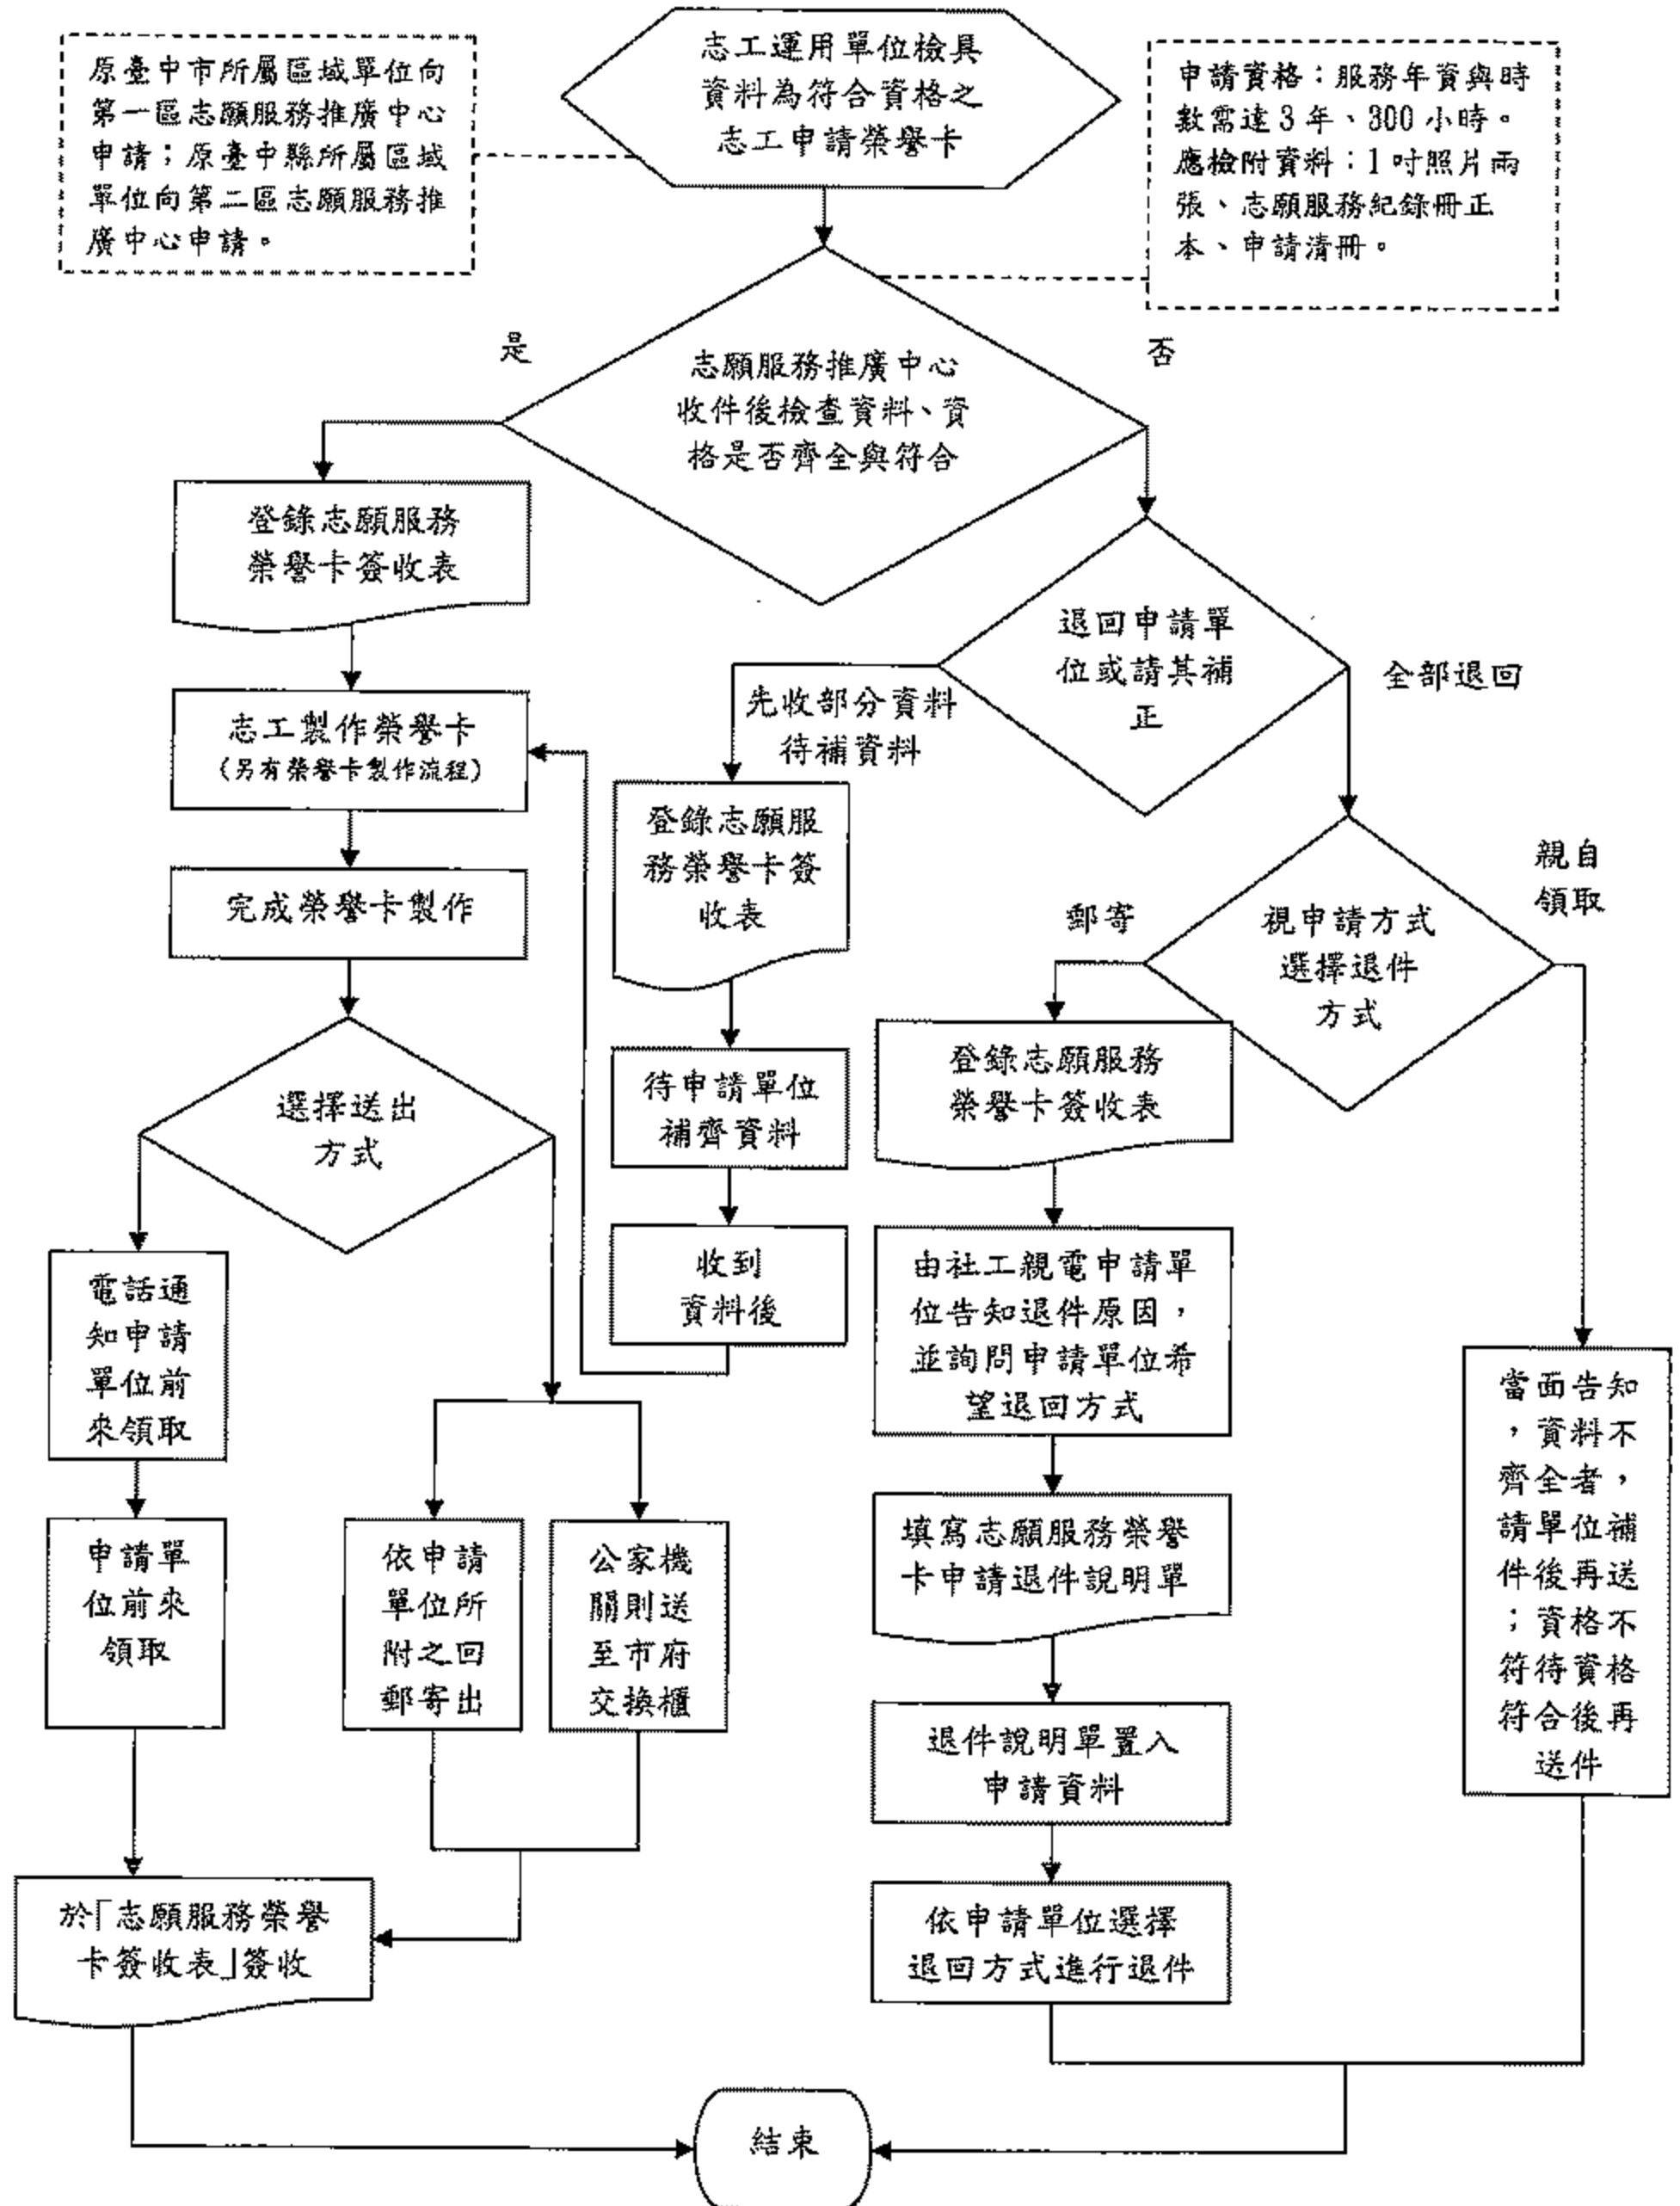 志工運用單位檢具
資料為符合資格之
志工申請榮譽卡
原臺中市所屬區域單位向
第一區志願服務推廣中心
申請；原臺中縣所屬區域
單位向第二區志願服務推
廣中心申請。
申請資格：服務年資與時
數需達3年、300小時。
應檢附資料：1吋照片兩
張、志願服務紀錄冊正
本、申請清冊。
是
否
志願服務推廣中心
收件後檢查資料、資
格是否齊全與符合
登錄志願服務
榮譽卡簽收表
志工製作榮譽卡
（另有榮譽卡製作流程）
完成榮譽卡製作
選擇送出
方式
電話通
知申請
單位前
來領取
申請單
位前來
領取
依申請
單位所
附之回
郵寄出
公家機
關則送
至市府
交換櫃
於「志願服務榮譽
卡簽收表」簽收
退回申請單
位或請其補
正
先收部分資料
待補資料
全部退回
登錄志願服
務榮譽卡簽
收表
待申請單位
補齊資料
收到
資料後
視申請方式
選擇退件
方式
郵寄
親自
領取
登錄志願服務
榮譽卡簽收表
由社工親電申請單
位告知退件原因，
並詢問申請單位希
望退回方式
填寫志願服務榮譽
卡申請退件說明單
退件說明單置入
申請資料
依申請單位選擇
退回方式進行退件
當面告知
，資料不
齊全者，
請單位補
件後再送
；資格不
符待資格
符合後再
送件
結束